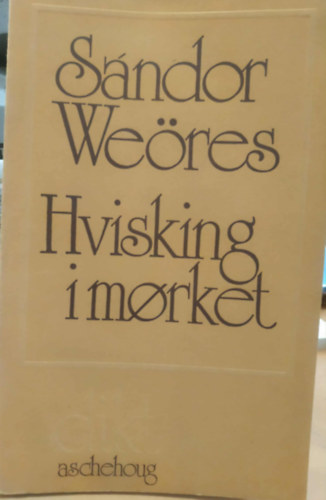 Sándor
Weöres
Hvisking
i mørket
aschehoug